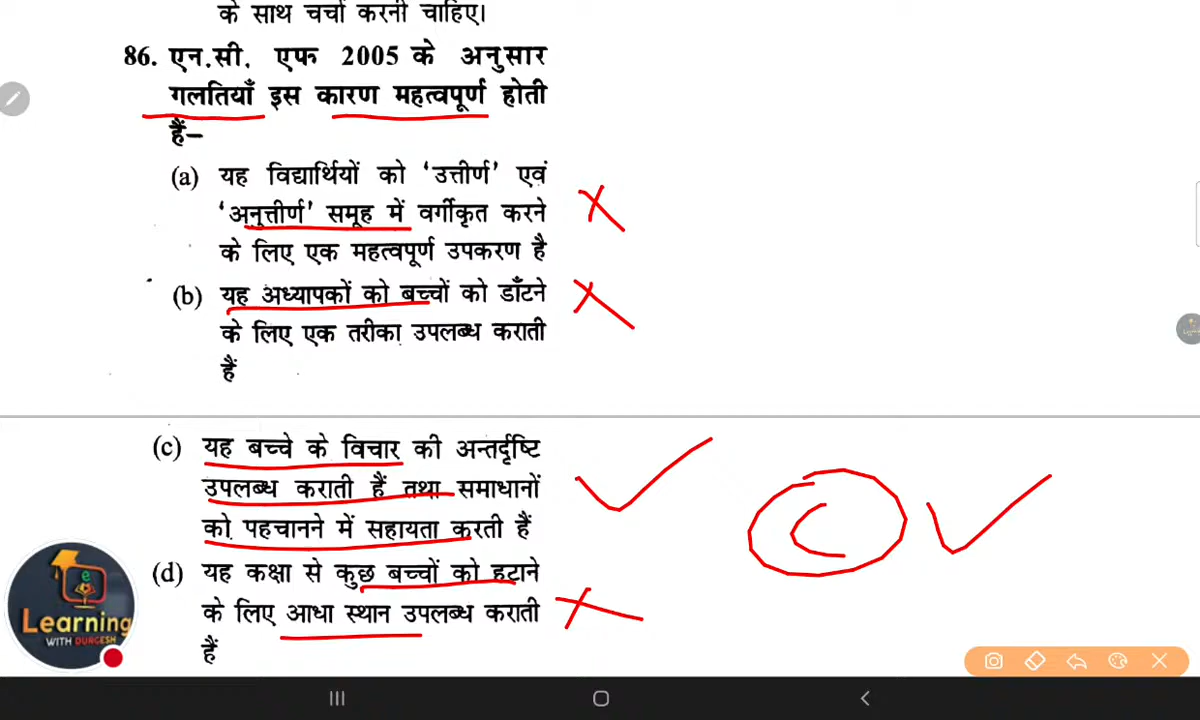 के साथ चर्चा करनी चाहिए।
86. एन.सी. एफ 2005 के अनुसार
गलतियाँ इस कारण महत्वपूर्ण होती
हैं–
(a) यह विद्यार्थियों को ‘उत्तीर्ण’ एवं
‘अनुत्तीर्ण’ समूह में वर्गीकृत करने
के लिए एक महत्वपूर्ण उपकरण है
(b) यह अध्यापकों को बच्चों को डाँटने
के लिए एक तरीका उपलब्ध कराती
हैं
(c) यह बच्चे के विचार की अन्तर्दृष्टि
उपलब्ध कराती हैं तथा समाधानों
को पहचानने में सहायता करती हैं
C
(d) यह कक्षा से कुछ बच्चों को हटाने
के लिए आधा स्थान उपलब्ध कराती
हैं
e
Learning
WITH DURGESH